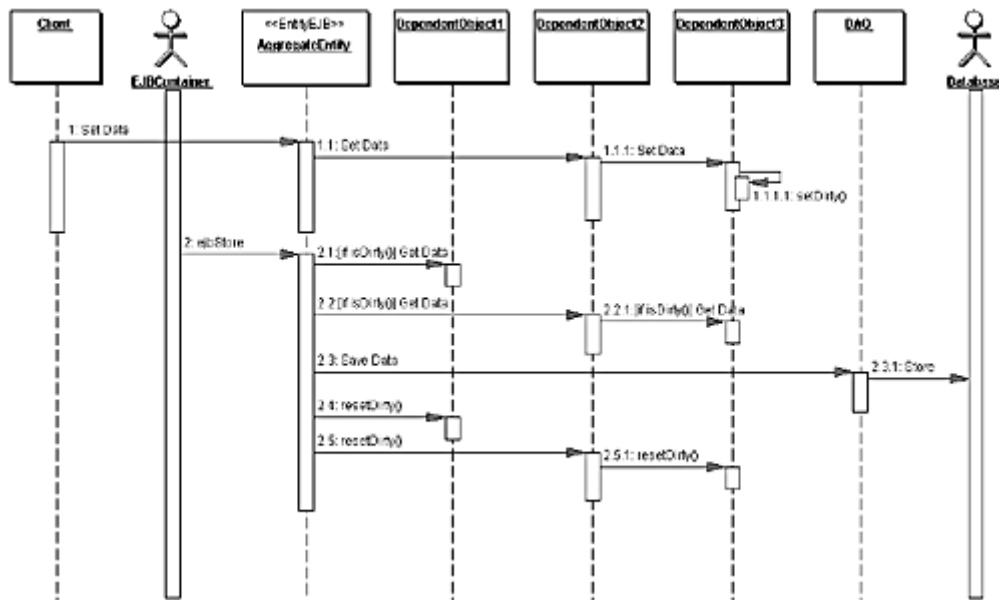 Client
EJBContainer
<<EntityEJB>>
AggregateEntity
DependentObject1
DependentObject2
DependentObject3
DAO
Database
1: Set Data
1.1: Set Data
1.1.1: Set Data
1.1.1.1: setDirty()
2: ejbStore
2.1:[if isDirty()] Get Data
2.2:[if isDirty()] Get Data
2.2.1:[if isDirty()] Get Data
2.3: Save Data
2.3.1: Store
2.4: resetDirty()
2.5: resetDirty()
2.5.1: resetDirty()